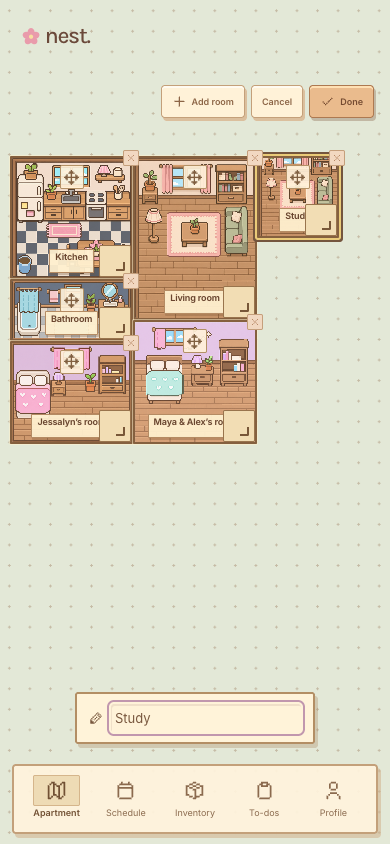 nest.
Add room
Cancel
Done
Kitchen
Stud
Living room
Bathroom
Jessalyn's roo
Maya & Alex's ro
Study
Apartment
Schedule
Inventory
To-dos
Profile